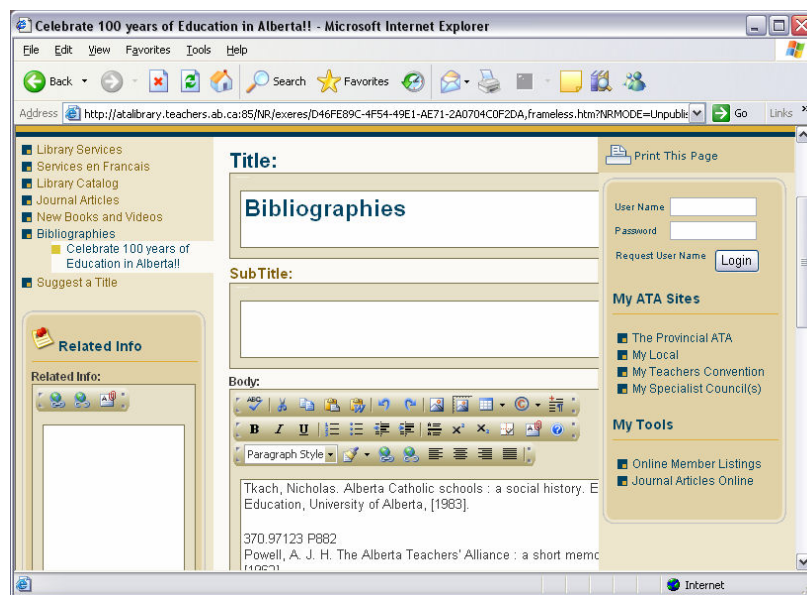 Celebrate 100 years of Education in Alberta!! - Microsoft Internet Explorer
File Edit View Favorites Tools Help
Back Search Favorites
Address http://atalibrary.teachers.ab.ca:85/NR/exeres/D46FE89C-4F54-49E1-AE71-2A0704C0F2DA,frameless.htm?NRMODE=Unpublis Go Links »
Library Services
Services en Francais
Library Catalog
Journal Articles
New Books and Videos
Bibliographies
Celebrate 100 years of
Education in Alberta!!
Suggest a Title
Related Info
Related Info:
Title:
Bibliographies
SubTitle:
Body:
ABC
B I U x² x₂
Paragraph Style
Tkach, Nicholas. Alberta Catholic schools : a social history. E
Education, University of Alberta, [1983].
370.97123 P882
Powell, A. J. H. The Alberta Teachers' Alliance : a short memo
Print This Page
User Name
Password
Request User Name Login
My ATA Sites
The Provincial ATA
My Local
My Teachers Convention
My Specialist Council(s)
My Tools
Online Member Listings
Journal Articles Online
Internet